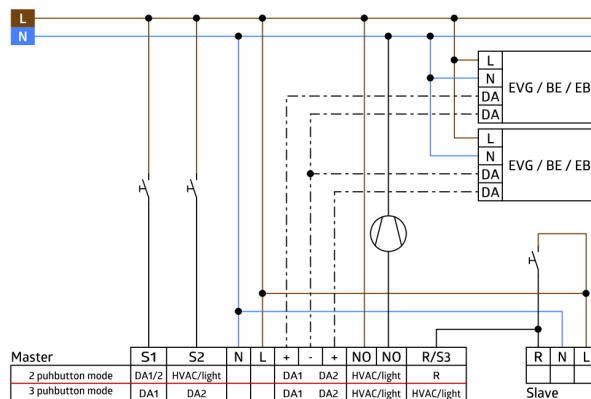 L
N
L
N EVG / BE / EB
DA
DA
L
N EVG / BE / EB
DA
DA
Master S1 S2 N L + - + NO NO R/S3 R N L
2 puhbutton mode DA1/2 HVAC/light DA1 DA2 HVAC/light R
3 puhbutton mode DA1 DA2 DA1 DA2 HVAC/light HVAC/light
Slave